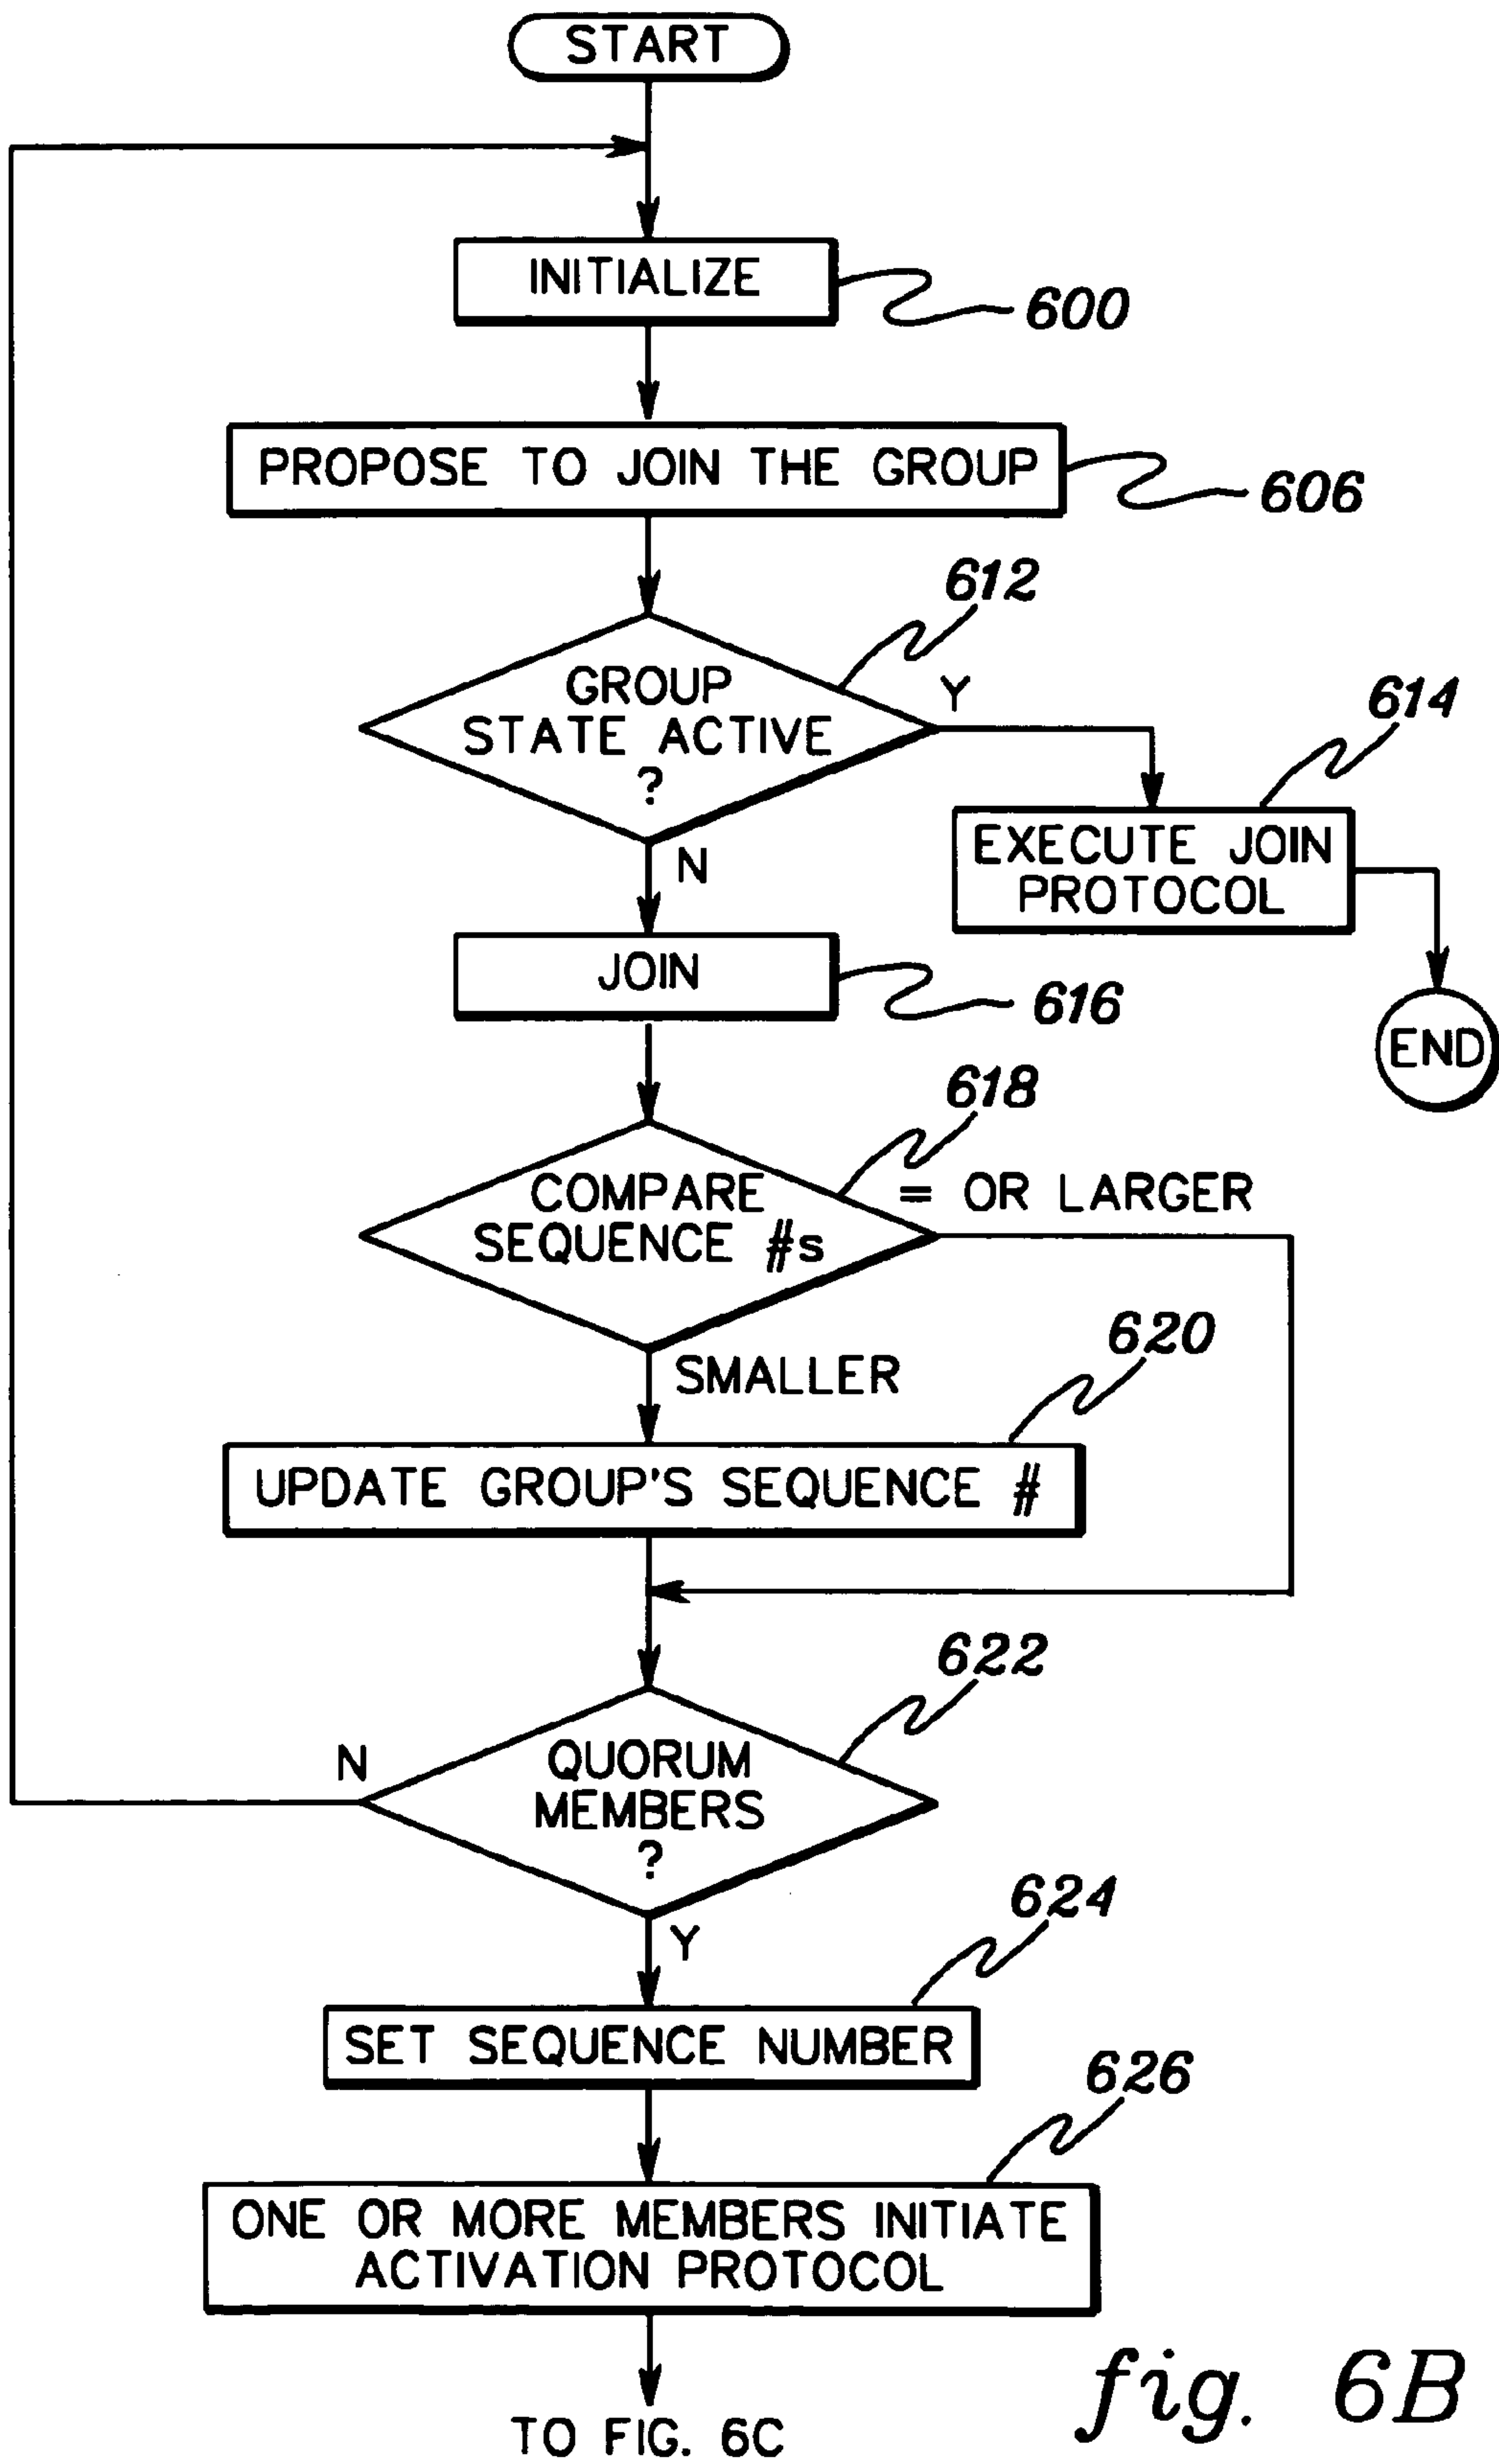 START
INITIALIZE
600
PROPOSE TO JOIN THE GROUP
606
612
GROUP
STATE ACTIVE
?
Y
614
EXECUTE JOIN
PROTOCOL
N
JOIN
616
END
618
COMPARE
SEQUENCE #s
= OR LARGER
SMALLER
620
UPDATE GROUP'S SEQUENCE #
622
N
QUORUM
MEMBERS
?
Y
624
SET SEQUENCE NUMBER
626
ONE OR MORE MEMBERS INITIATE
ACTIVATION PROTOCOL
TO FIG. 6C
fig. 6B